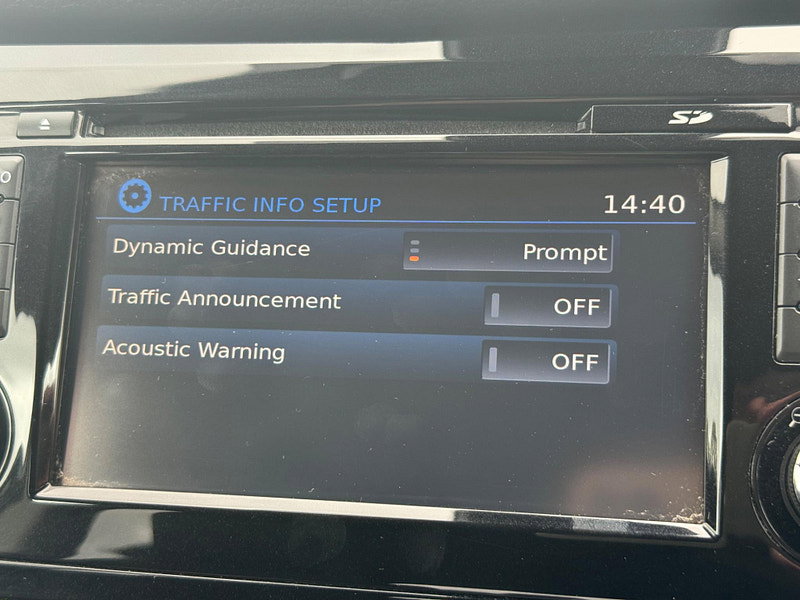 SD
TRAFFIC INFO SETUP 14:40
Dynamic Guidance Prompt
Traffic Announcement OFF
Acoustic Warning OFF